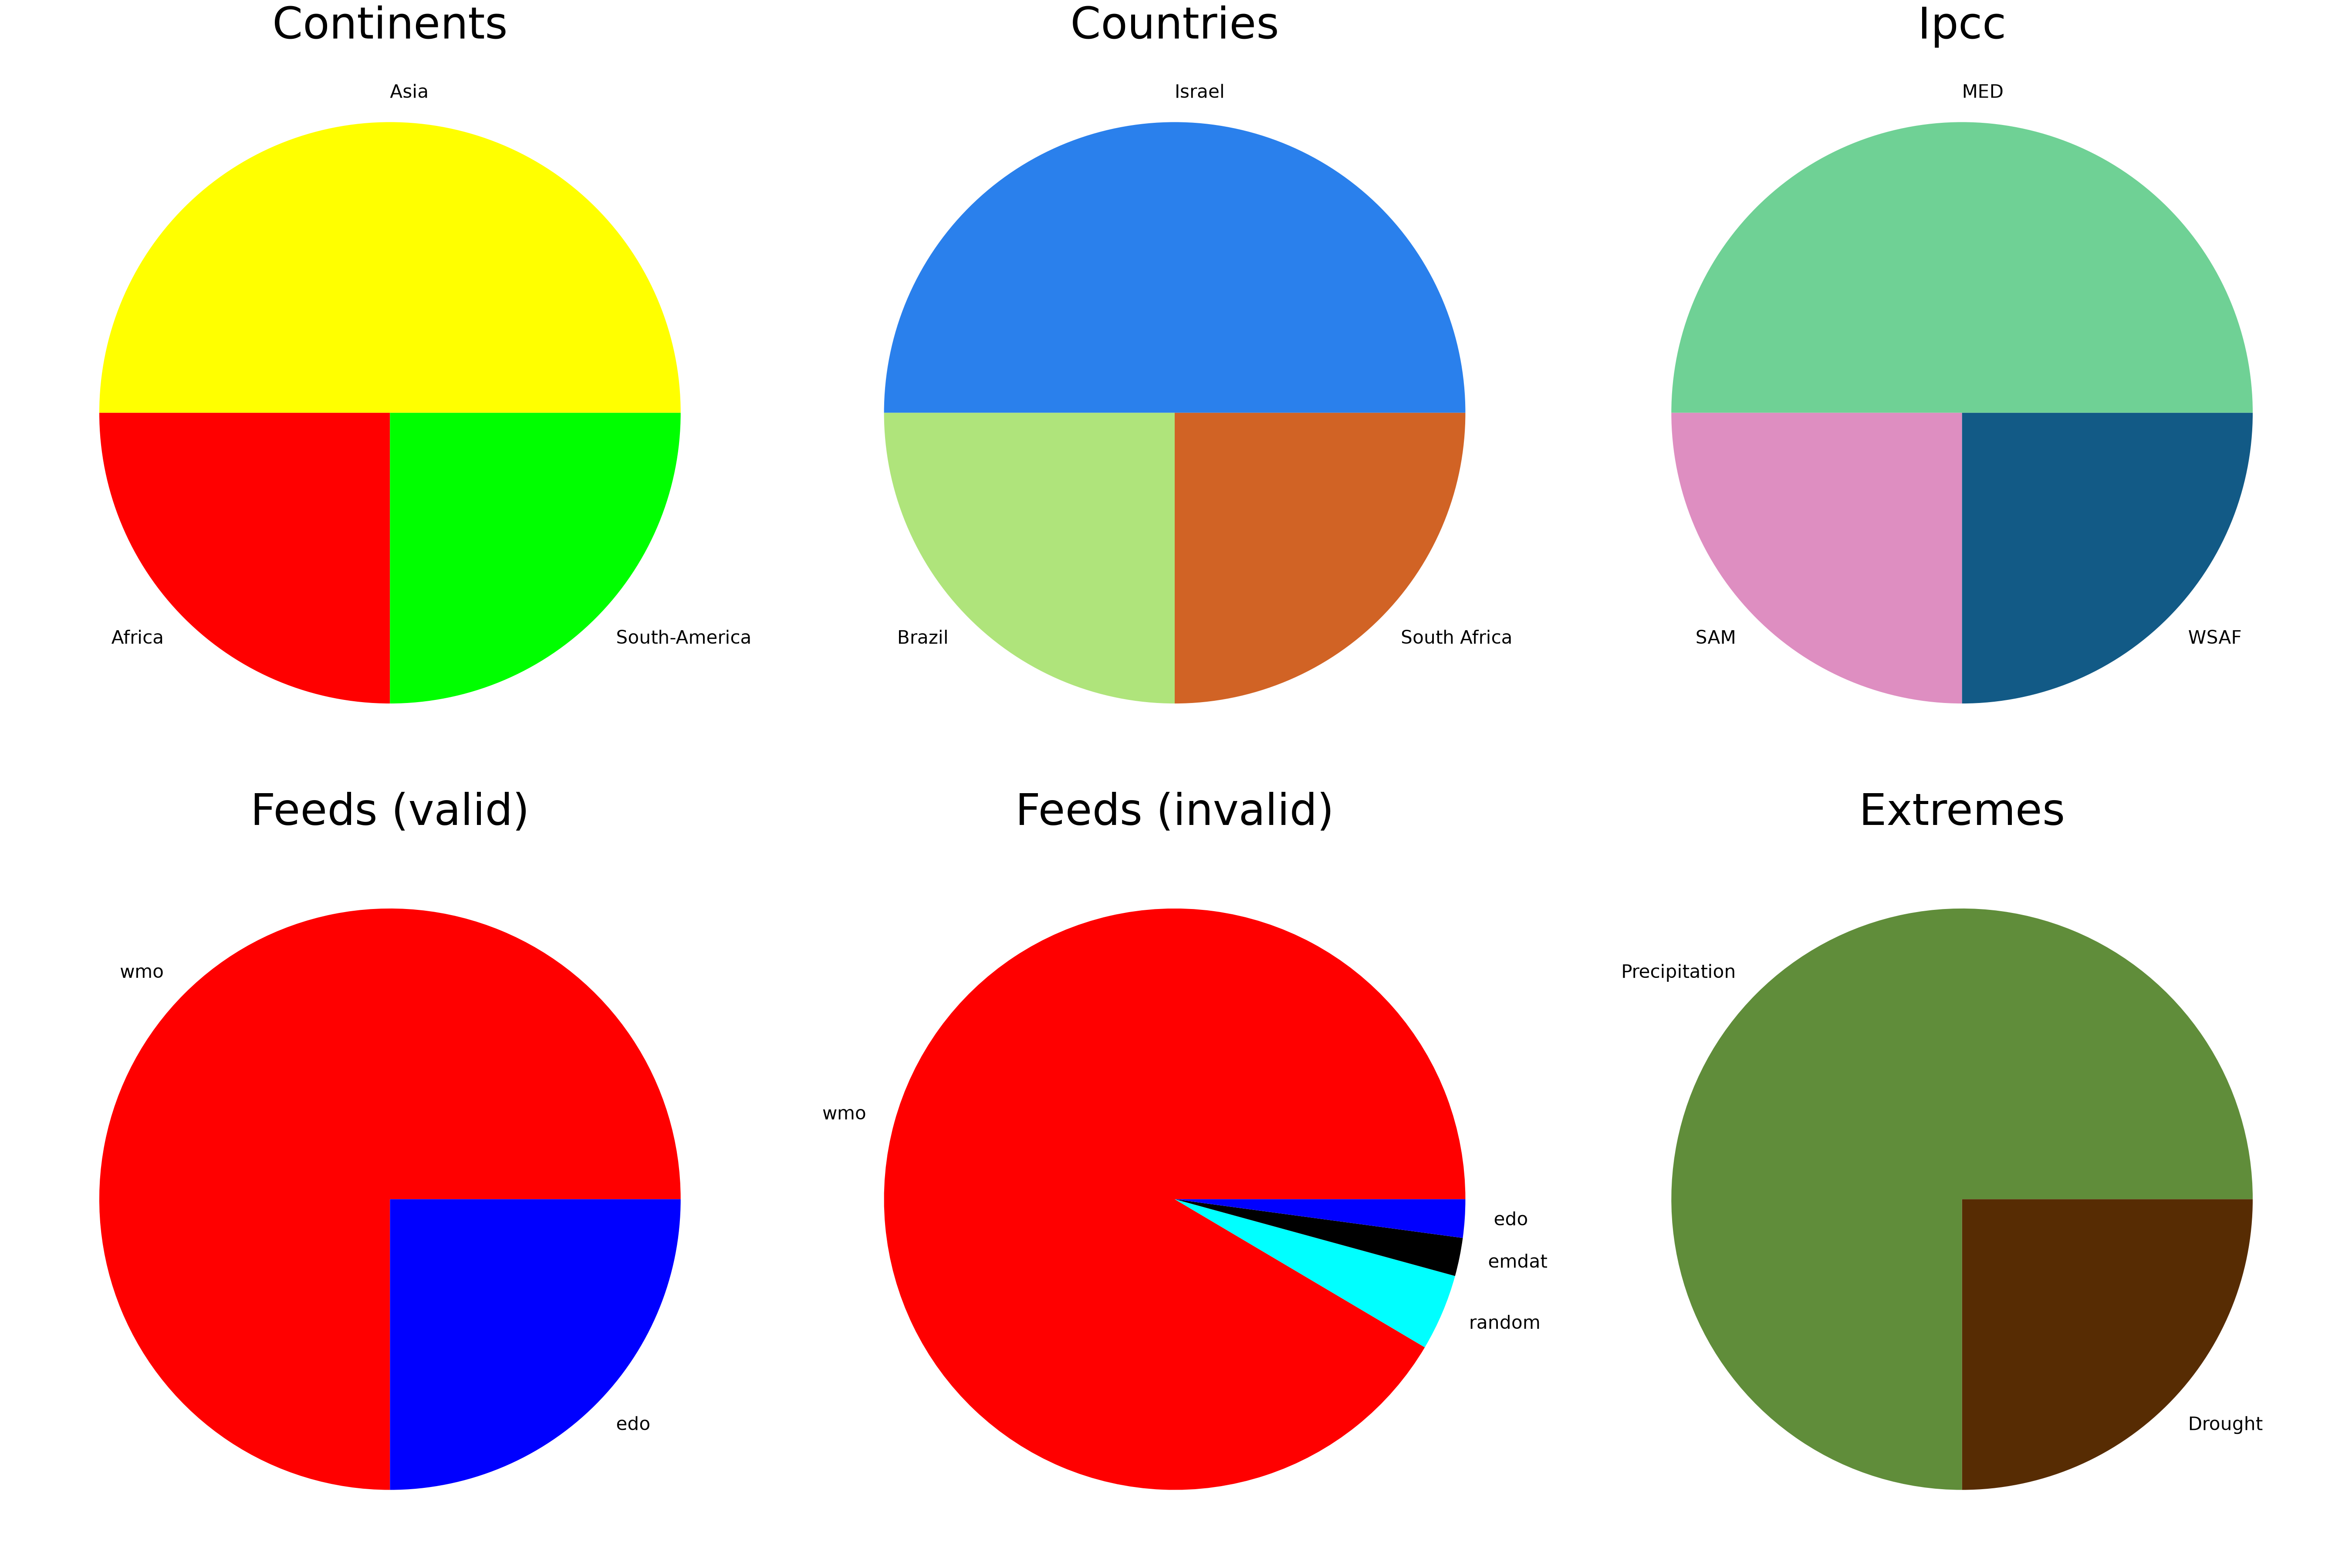 Continents
Countries
Ipcc
Asia
Israel
MED
Africa
South-America
Brazil
South Africa
SAM
WSAF
Feeds (valid)
Feeds (invalid)
Extremes
wmo
edo
wmo
edo
emdat
random
Precipitation
Drought